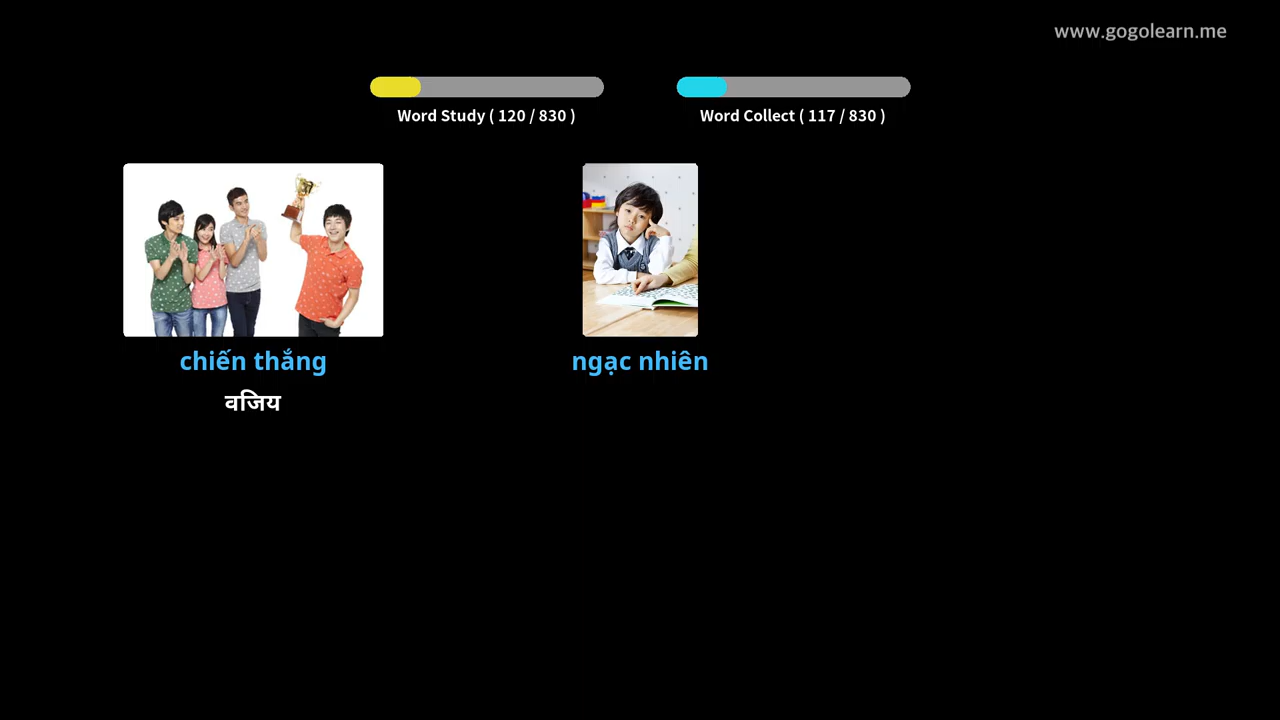 www.gogolearn.me
Word Study ( 120 / 830 )
Word Collect ( 117 / 830 )
chiến thắng
वजिय
ngạc nhiên